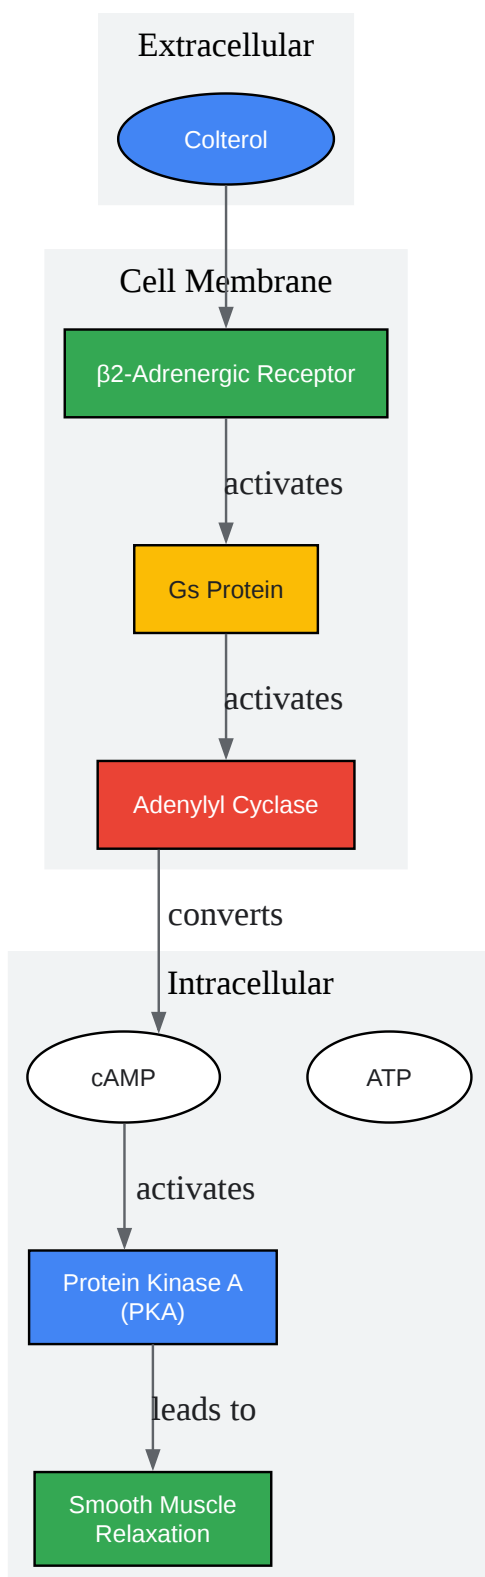 Extracellular
Colterol
Cell Membrane
β2-Adrenergic Receptor
activates
Gs Protein
activates
Adenylyl Cyclase
converts
Intracellular
cAMP
ATP
activates
Protein Kinase A
(PKA)
leads to
Smooth Muscle
Relaxation